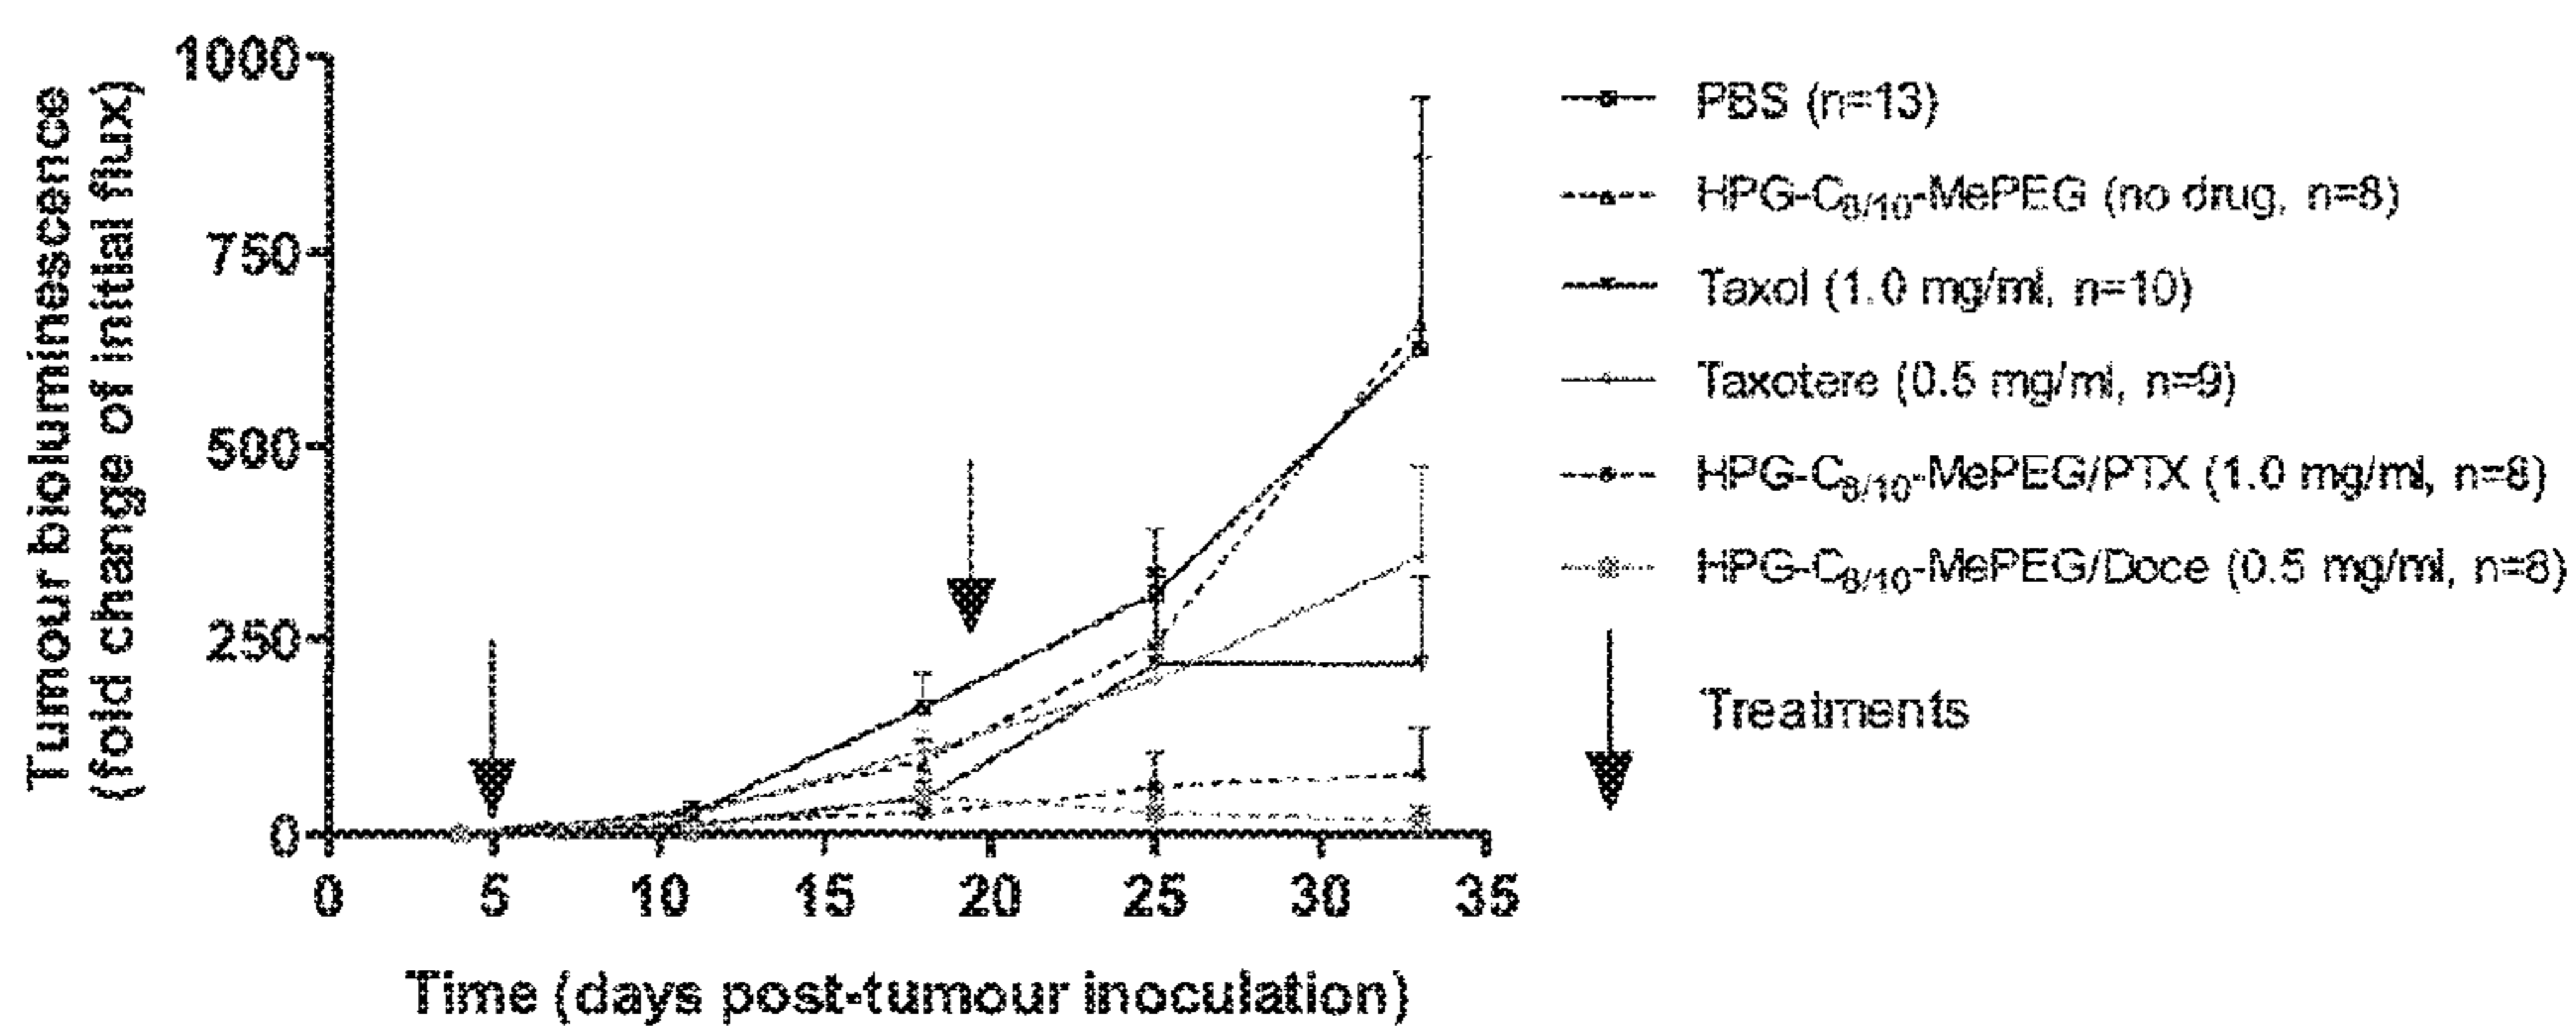 Tumour bioluminescence
(fold change of initial flux)
1000
750
500
250
0
0 5 10 15 20 25 30 35
Time (days post-tumour inoculation)
PBS (n=13)
HPG-C8/10-MePEG (no drug, n=8)
Taxol (1.0 mg/ml, n=10)
Taxotere (0.5 mg/ml, n=9)
HPG-C8/10-MePEG/PTX (1.0 mg/ml, n=8)
HPG-C8/10-MePEG/Doce (0.5 mg/ml, n=8)
Treatments